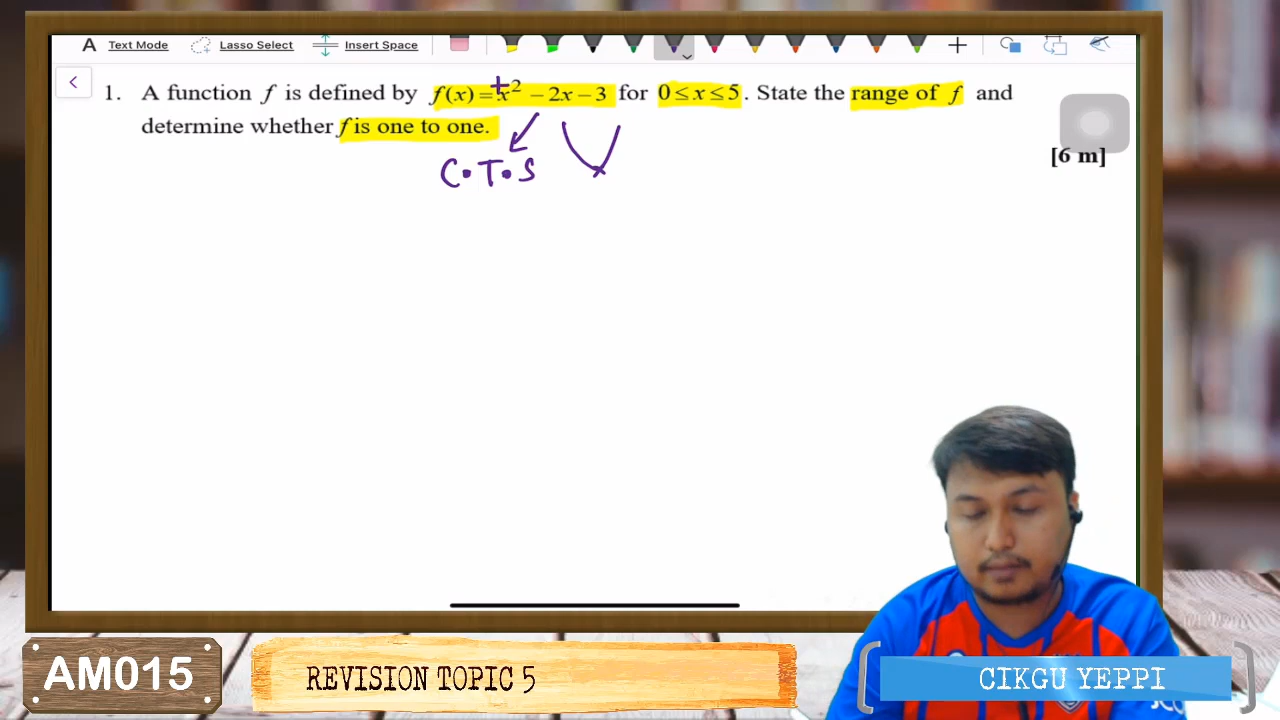 A Text Mode Lasso Select Insert Space
1. A function f is defined by f(x) = x² − 2x − 3 for 0 ≤ x ≤ 5. State the range of f and
determine whether f is one to one.
[6 m]
+
C.T.S
AM015
REVISION TOPIC 5
CIKGU YEPPI